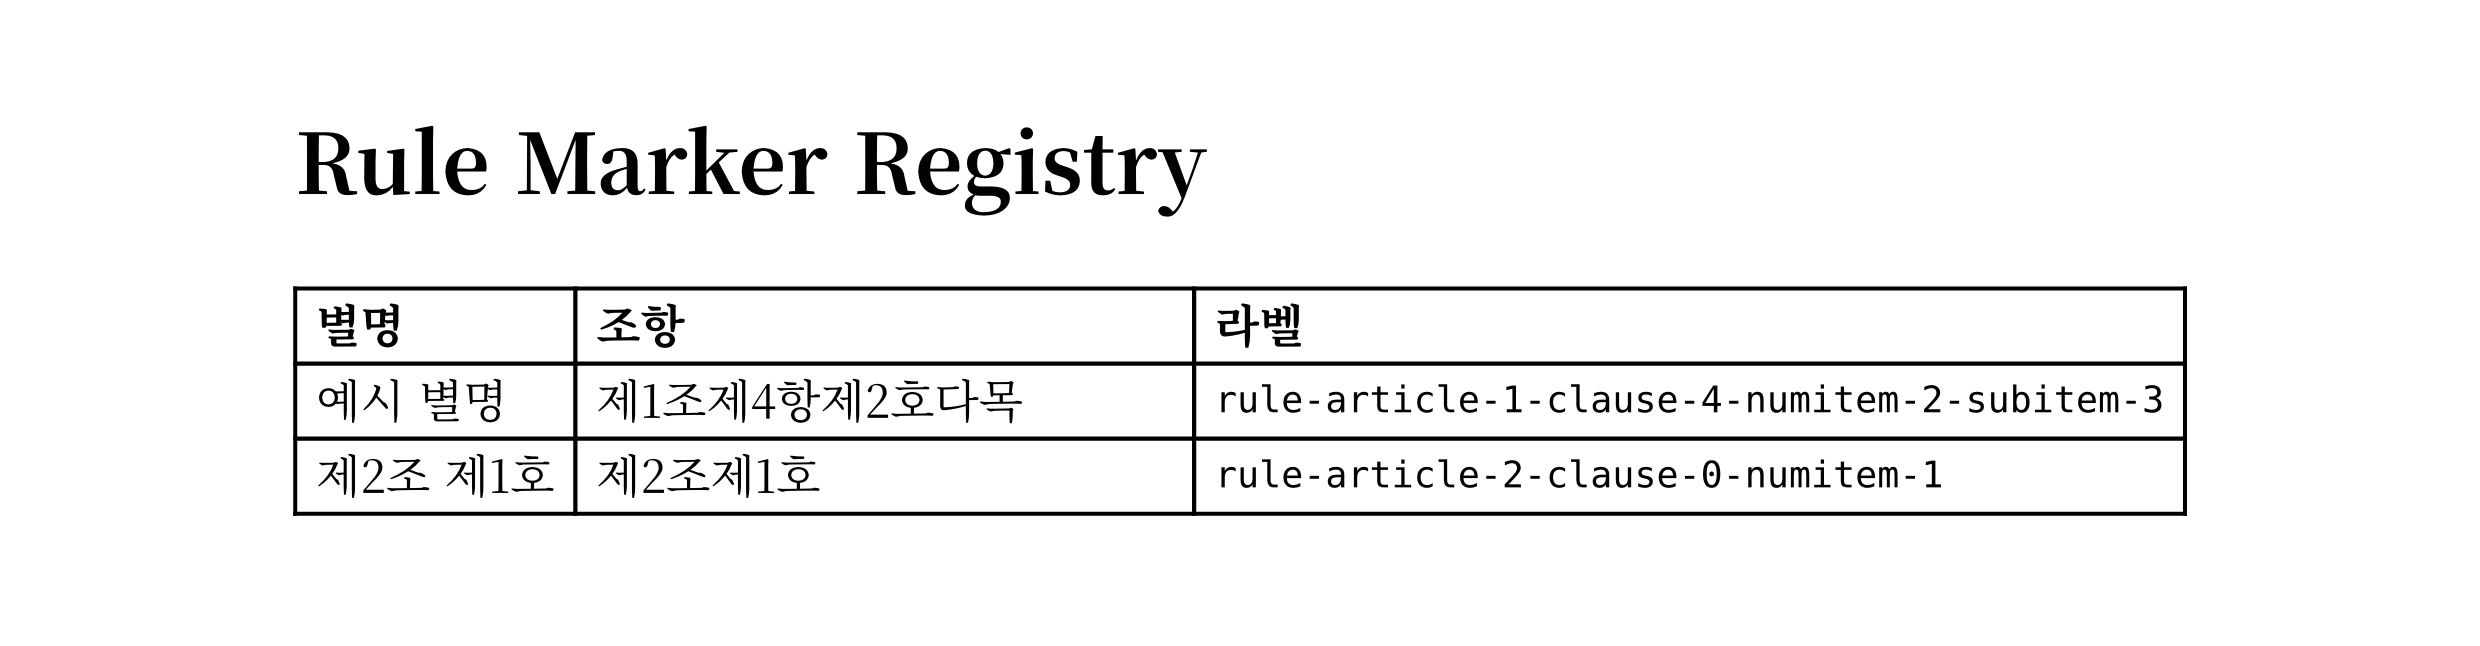 Rule Marker Registry
별명 조항 라벨
예시 별명 제1조제4항제2호다목 rule-article-1-clause-4-numitem-2-subitem-3
제2조 제1호 제2조제1호 rule-article-2-clause-0-numitem-1